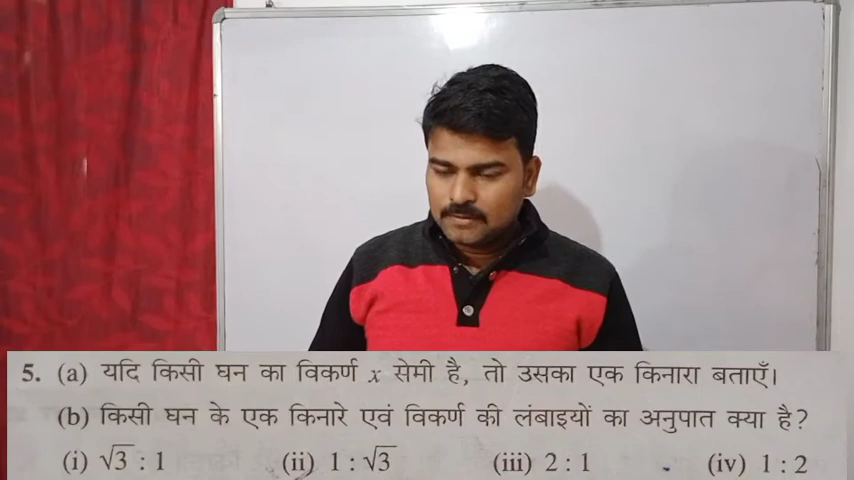 5. (a) यदि किसी घन का विकर्ण x सेमी है, तो उसका एक किनारा बताएँ।
(b) किसी घन के एक किनारे एवं विकर्ण की लंबाइयों का अनुपात क्या है?
(i) √3 : 1 (ii) 1 : √3 (iii) 2 : 1 (iv) 1 : 2